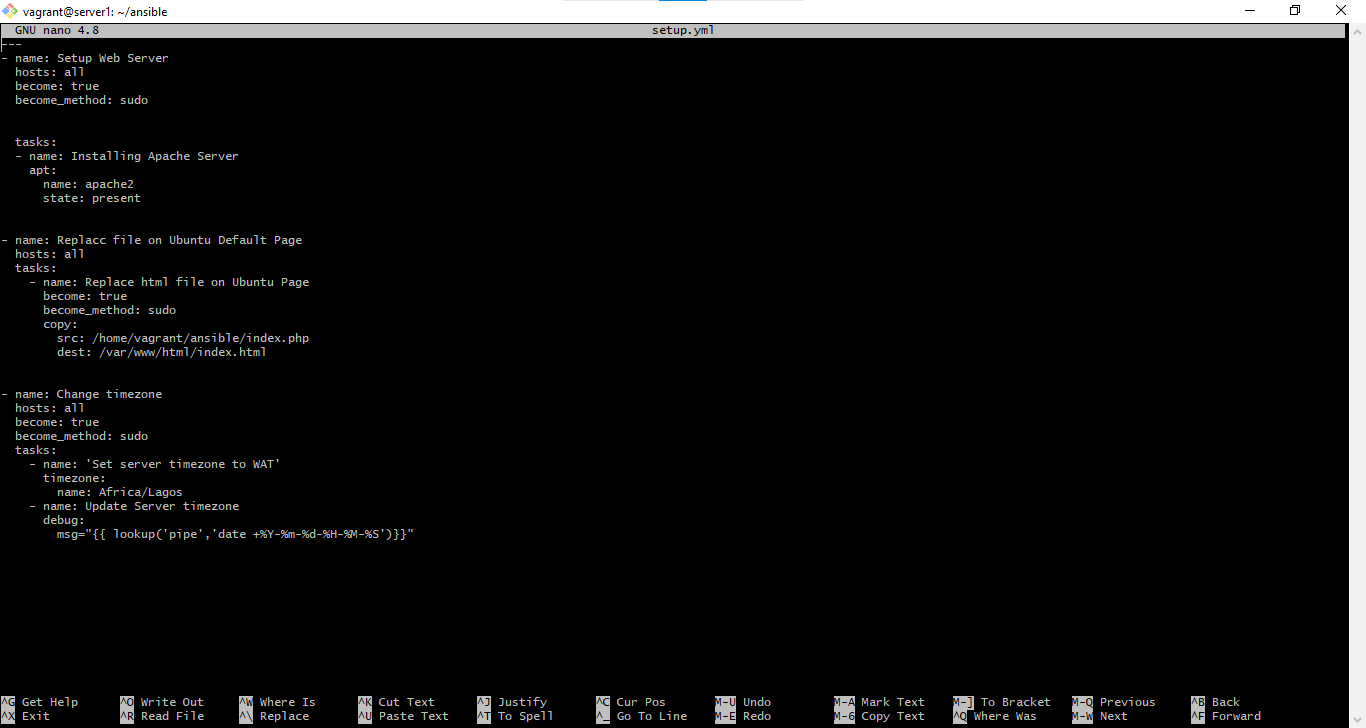 vagrant@server1: ~/ansible
GNU nano 4.8 setup.yml
---
- name: Setup Web Server
  hosts: all
  become: true
  become_method: sudo
  tasks:
  - name: Installing Apache Server
    apt:
      name: apache2
      state: present
- name: Replacc file on Ubuntu Default Page
  hosts: all
  tasks:
    - name: Replace html file on Ubuntu Page
      become: true
      become_method: sudo
      copy:
        src: /home/vagrant/ansible/index.php
        dest: /var/www/html/index.html
- name: Change timezone
  hosts: all
  become: true
  become_method: sudo
  tasks:
    - name: 'Set server timezone to WAT'
      timezone:
        name: Africa/Lagos
    - name: Update Server timezone
      debug:
        msg="{{ lookup('pipe','date +%Y-%m-%d-%H-%M-%S')}}"
^G Get Help ^O Write Out ^W Where Is ^K Cut Text ^J Justify ^C Cur Pos M-U Undo M-A Mark Text M-] To Bracket M-Q Previous ^B Back
^X Exit ^R Read File ^\ Replace ^U Paste Text ^T To Spell ^_ Go To Line M-E Redo M-6 Copy Text ^Q Where Was M-W Next ^F Forward